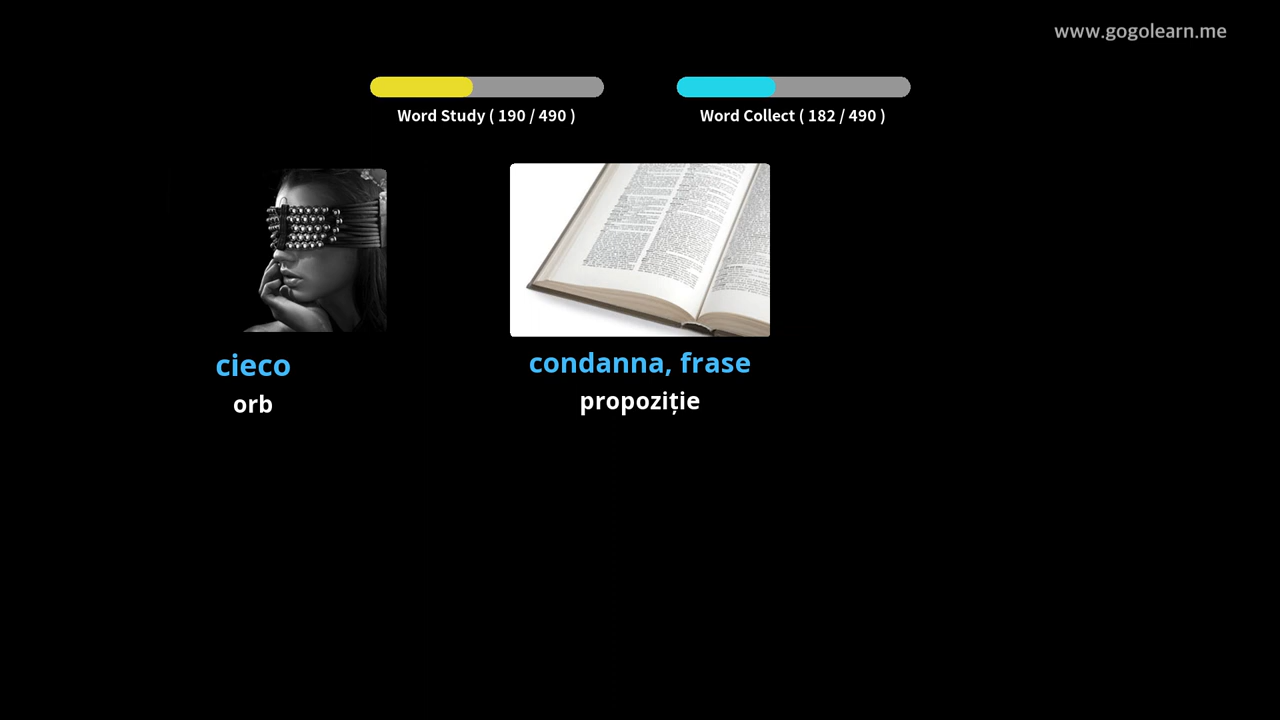 www.gogolearn.me
Word Study ( 190 / 490 )
Word Collect ( 182 / 490 )
cieco
orb
condanna, frase
propoziție